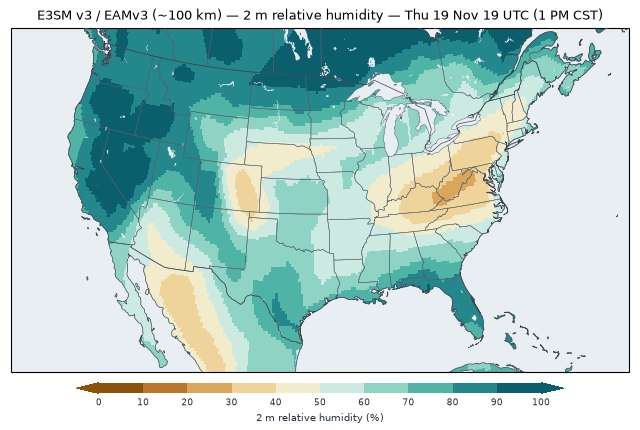 E3SM v3 / EAMv3 (~100 km) — 2 m relative humidity — Thu 19 Nov 19 UTC (1 PM CST)
0 10 20 30 40 50 60 70 80 90 100
2 m relative humidity (%)